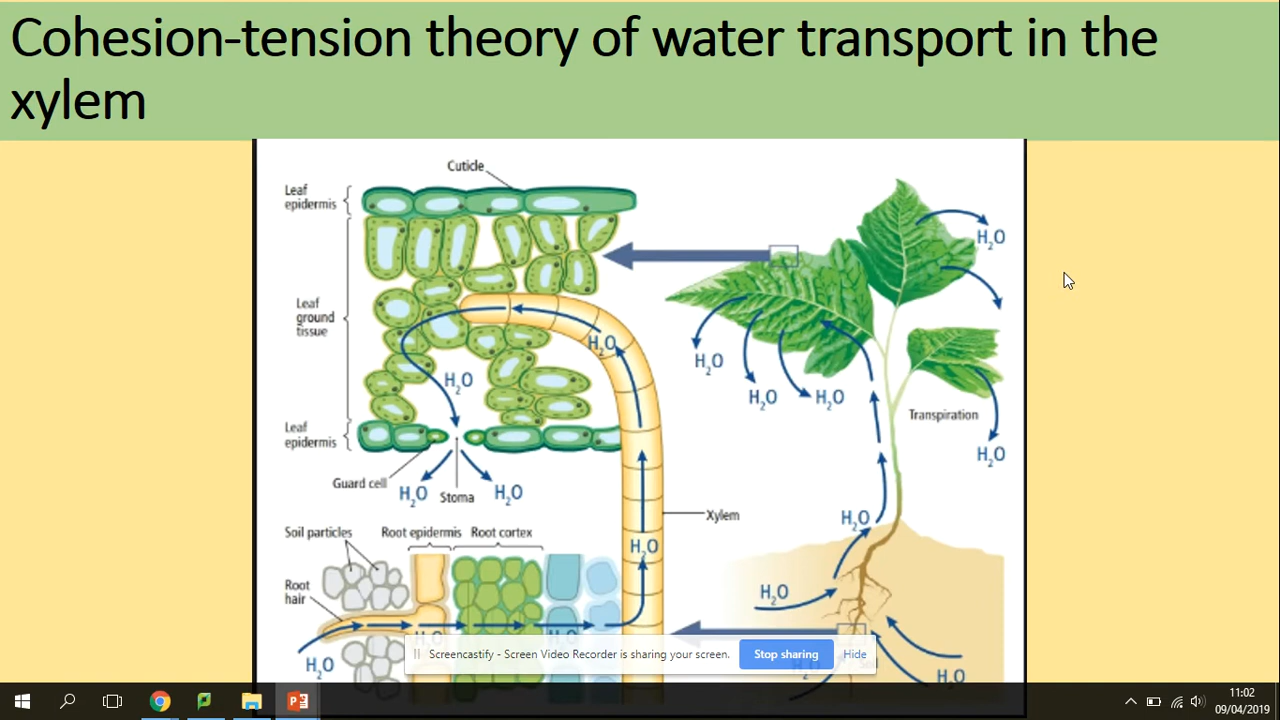 Cohesion-tension theory of water transport in the
xylem
Cuticle
Leaf
epidermis
H₂O
H₂O
Leaf
ground
tissue
H₂O
H₂O
H₂O
H₂O
H₂O
Transpiration
Leaf
epidermis
H₂O
Guard cell
H₂O
Stoma
H₂O
Xylem
H₂O
Soil particles
Root epidermis
Root cortex
H₂O
Root
hair
H₂O
H₂O
H₂O
H₂O
H₂O
H₂O
Screencastify - Screen Video Recorder is sharing your screen.
Stop sharing
Hide
11:02
09/04/2019